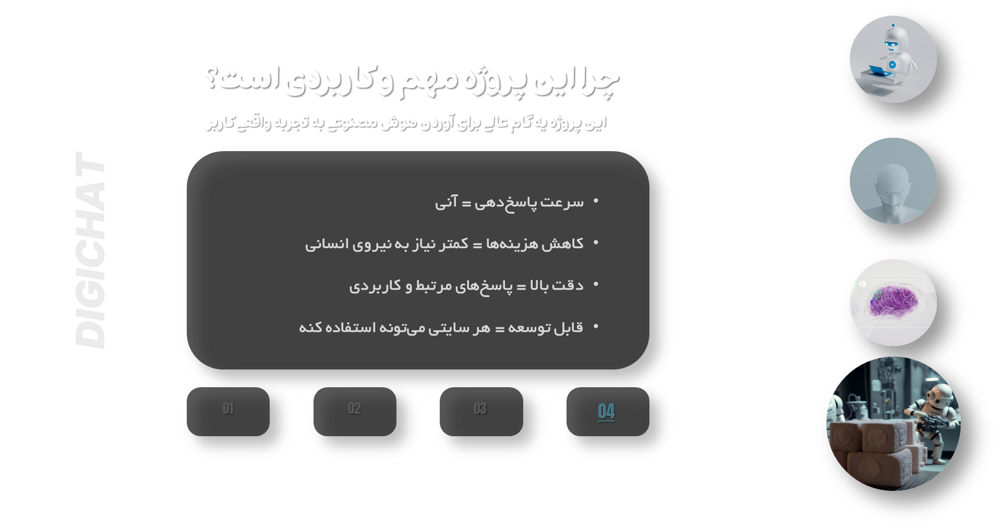 چرا این پروژه مهم و کاربردی است؟
این پروژه یه گام عالی برای آوردن هوش مصنوعی به تجربه واقعی کاربر
• سرعت پاسخ‌دهی = آنی
• کاهش هزینه‌ها = کمتر نیاز به نیروی انسانی
• دقت بالا = پاسخ‌های مرتبط و کاربردی
• قابل توسعه = هر سایتی می‌تونه استفاده کنه
01
02
03
04
DIGICHAT